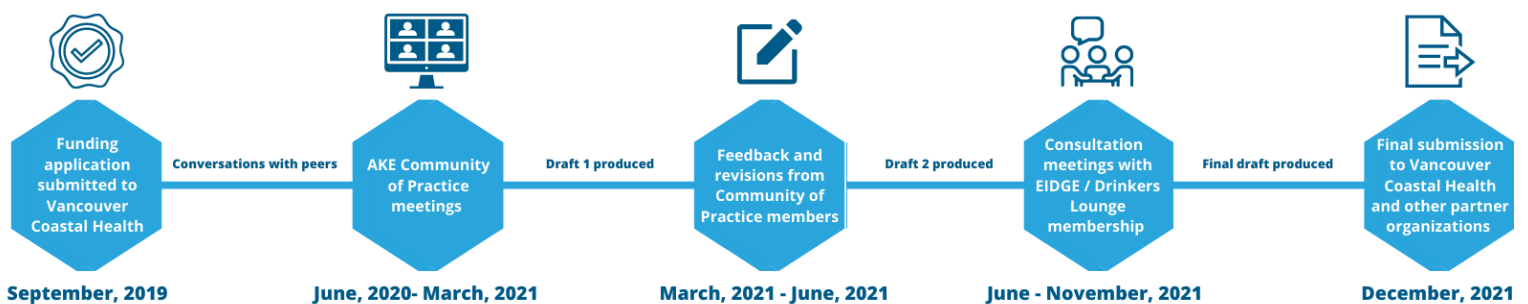 Funding
application
submitted to
Vancouver
Coastal Health
Conversations with peers
AKE Community
of Practice
meetings
Draft 1 produced
Feedback and
revisions from
Community of
Practice members
Draft 2 produced
Consultation
meetings with
EIDGE / Drinkers
Lounge
membership
Final draft produced
Final submission
to Vancouver
Coastal Health
and other partner
organizations
September, 2019
June, 2020- March, 2021
March, 2021 - June, 2021
June - November, 2021
December, 2021